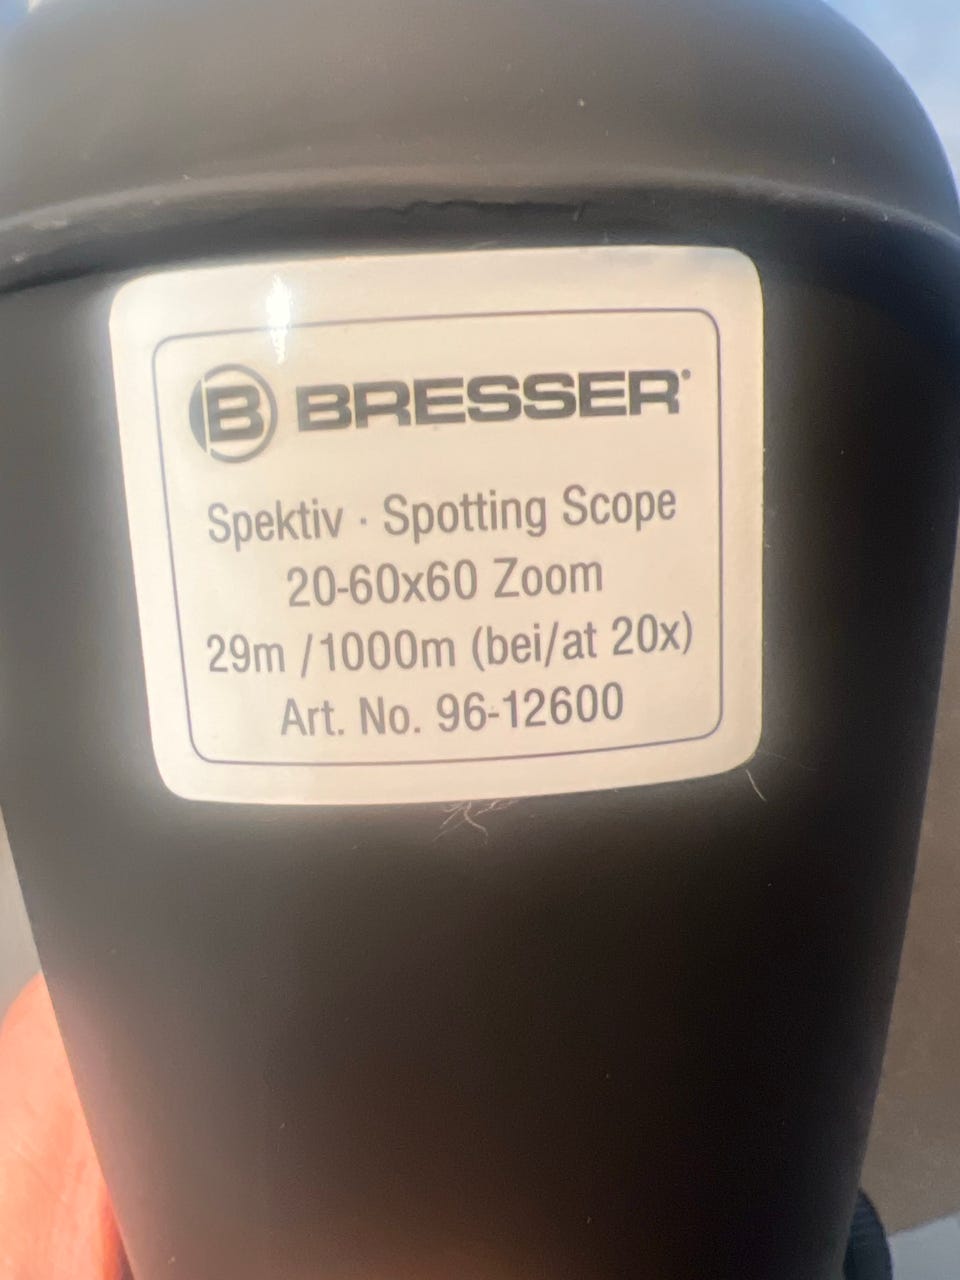 B BRESSER®
Spektiv · Spotting Scope
20-60x60 Zoom
29m /1000m (bei/at 20x)
Art. No. 96-12600